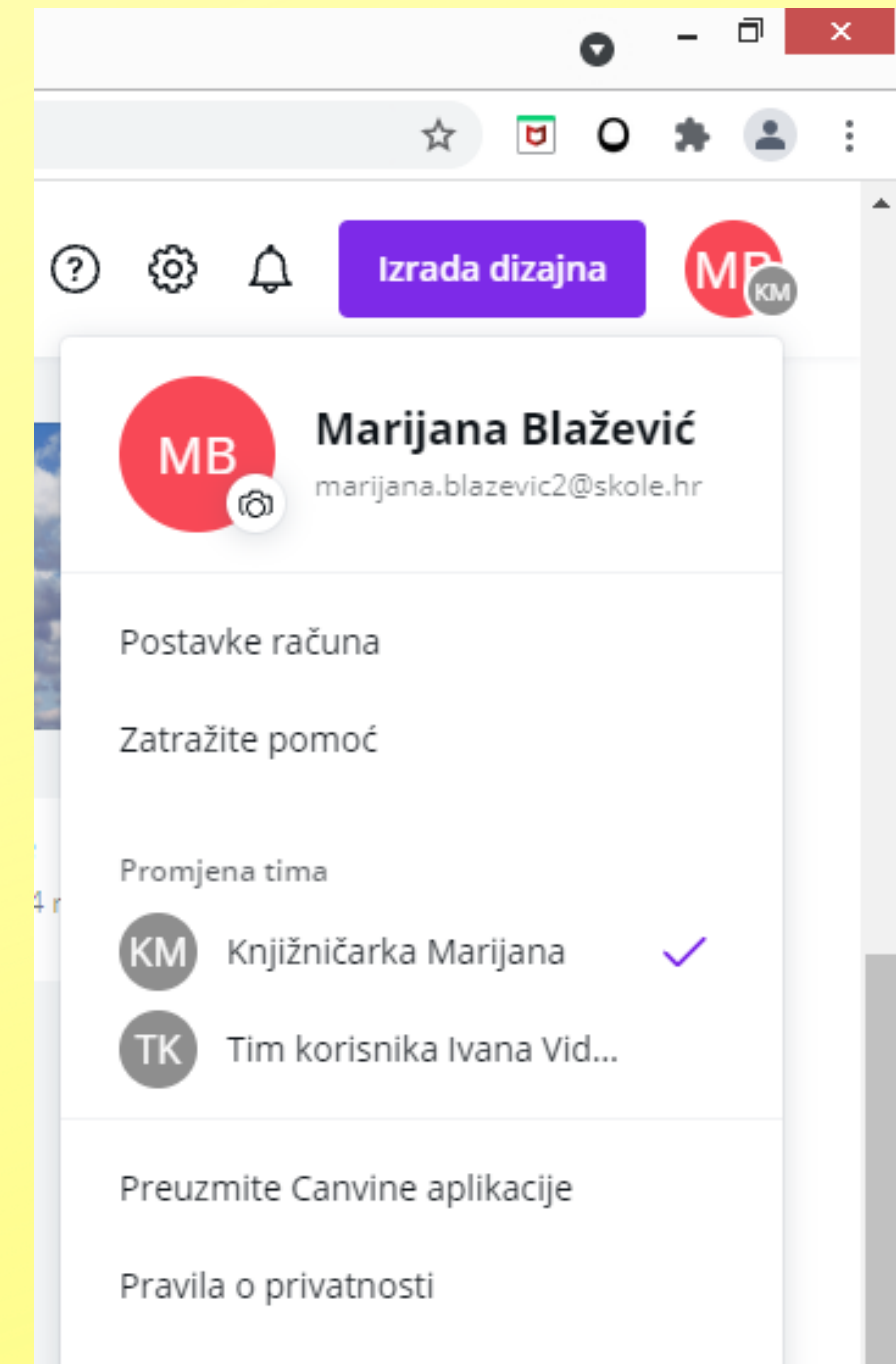 Izrada dizajna
MB
KM
MB
Marijana Blažević
marijana.blazevic2@skole.hr
Postavke računa
Zatražite pomoć
Promjena tima
4 r
KM Knjižničarka Marijana
TK Tim korisnika Ivana Vid...
Preuzmite Canvine aplikacije
Pravila o privatnosti